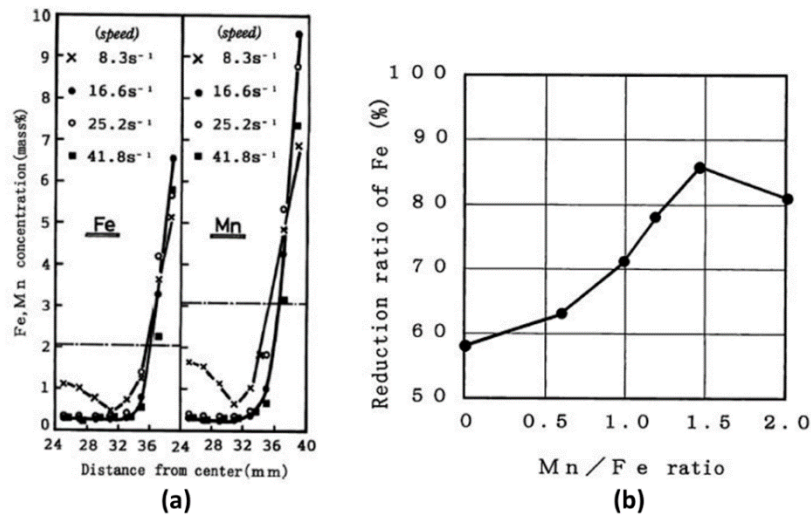 10
9
8
7
6
5
4
3
2
1
0
Fe, Mn concentration (mass%)
(speed)
× 8.3s⁻¹
● 16.6s⁻¹
○ 25.2s⁻¹
■ 41.8s⁻¹
Fe
(speed)
× 8.3s⁻¹
● 16.6s⁻¹
○ 25.2s⁻¹
■ 41.8s⁻¹
Mn
24 28 32 36 24 28 32 36 40
Distance from center (mm)
(a)
Reduction ratio of Fe (%)
100
90
80
70
60
50
0 0.5 1.0 1.5 2.0
Mn/Fe ratio
(b)